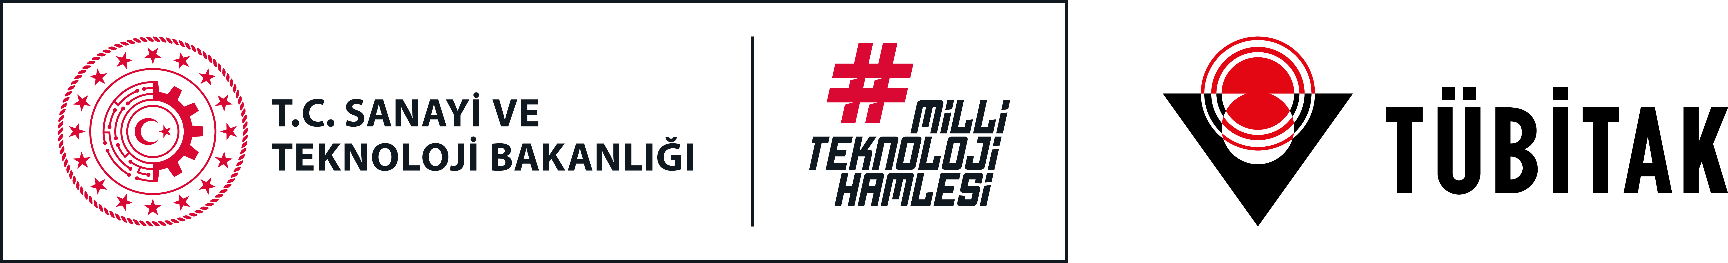 T.C. SANAYİ VE
TEKNOLOJİ BAKANLIĞI
#
MİLLİ
TEKNOLOJİ
HAMLESİ
TÜBİTAK